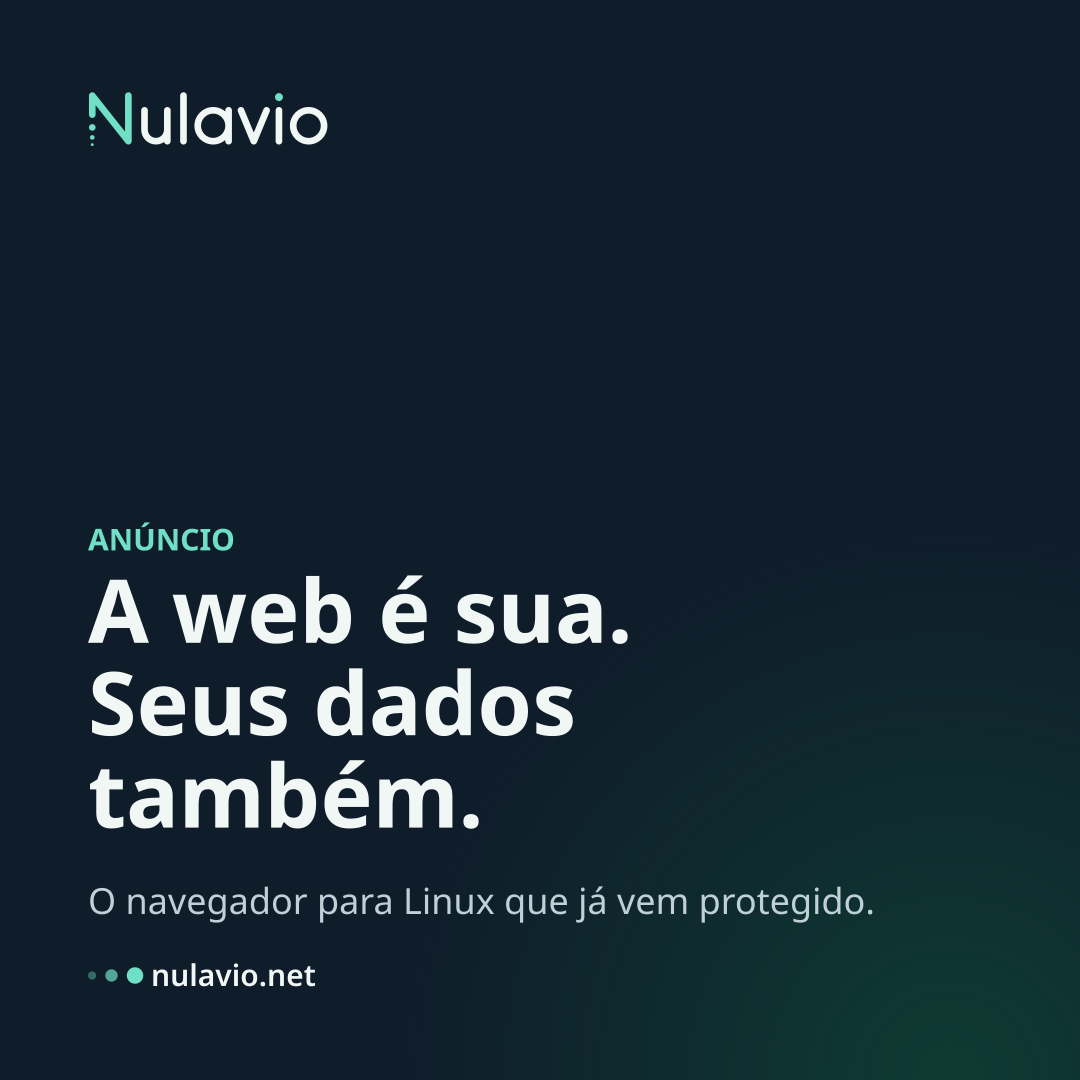 Nulavio
ANÚNCIO
A web é sua.
Seus dados
também.
O navegador para Linux que já vem protegido.
nulavio.net